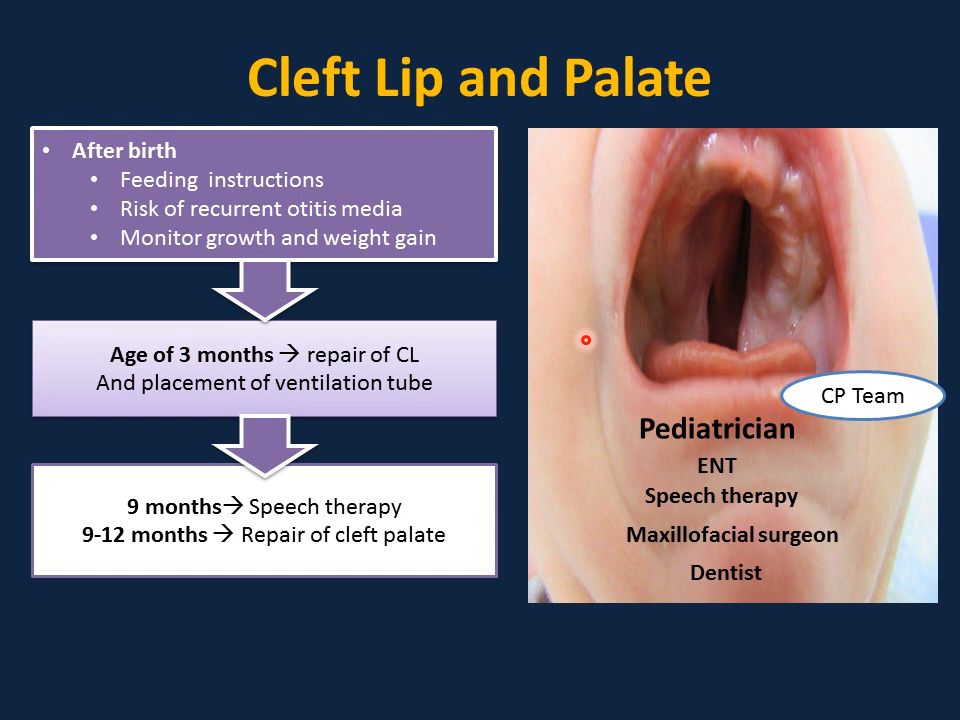 Cleft Lip and Palate
• After birth
• Feeding instructions
• Risk of recurrent otitis media
• Monitor growth and weight gain
Age of 3 months → repair of CL
And placement of ventilation tube
9 months→ Speech therapy
9-12 months → Repair of cleft palate
CP Team
Pediatrician
ENT
Speech therapy
Maxillofacial surgeon
Dentist